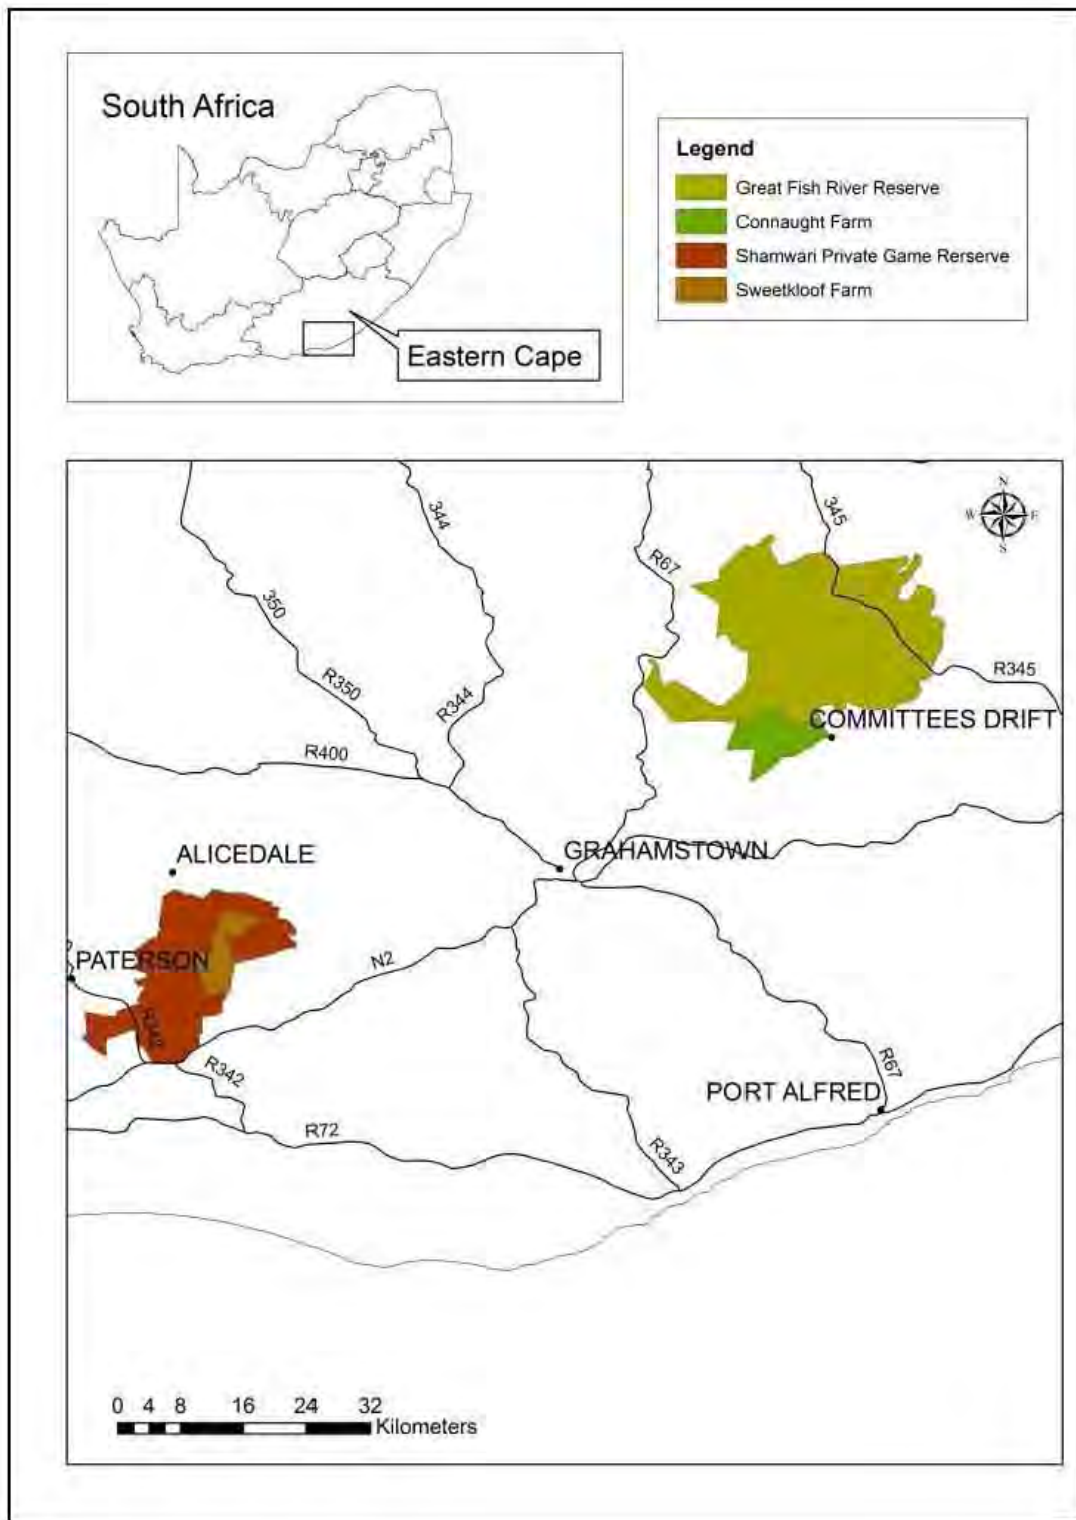 South Africa
Eastern Cape
Legend
Great Fish River Reserve
Connaught Farm
Shamwari Private Game Rerserve
Sweetkloof Farm
N
W E
S
344
345
R67
350
R350
R344
R345
R400
COMMITTEES DRIFT
ALICEDALE
GRAHAMSTOWN
PATERSON
N2
R342
R342
R67
PORT ALFRED
R72
R343
0 4 8 16 24 32
Kilometers